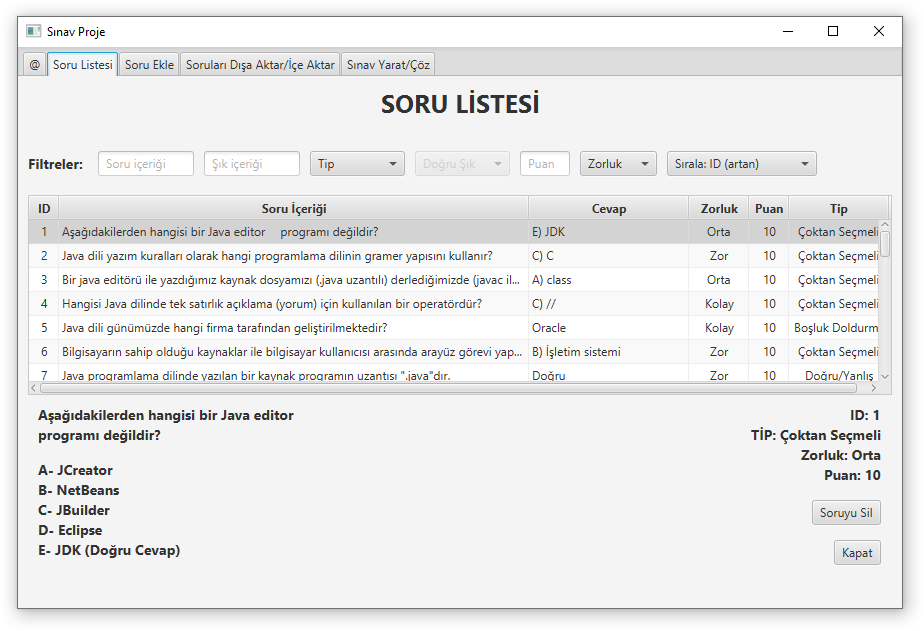 Sınav Proje
@ Soru Listesi Soru Ekle Soruları Dışa Aktar/İçe Aktar Sınav Yarat/Çöz
SORU LİSTESİ
Filtreler: Soru içeriği Şık içeriği Tip Doğru Şık Puan Zorluk Sırala: ID (artan)
ID Soru İçeriği Cevap Zorluk Puan Tip
1 Aşağıdakilerden hangisi bir Java editor programı değildir? E) JDK Orta 10 Çoktan Seçmeli
2 Java dili yazım kuralları olarak hangi programlama dilinin gramer yapısını kullanır? C) C Zor 10 Çoktan Seçmeli
3 Bir java editörü ile yazdığımız kaynak dosyamızı (.java uzantılı) derlediğimizde (javac il... A) class Orta 10 Çoktan Seçmeli
4 Hangisi Java dilinde tek satırlık açıklama (yorum) için kullanılan bir operatördür? C) // Kolay 10 Çoktan Seçmeli
5 Java dili günümüzde hangi firma tarafından geliştirilmektedir? Oracle Kolay 10 Boşluk Doldurm
6 Bilgisayarın sahip olduğu kaynaklar ile bilgisayar kullanıcısı arasında arayüz görevi yap... B) İşletim sistemi Zor 10 Çoktan Seçmeli
7 Java programlama dilinde yazılan bir kaynak programın uzantısı ".java"dır. Doğru Zor 10 Doğru/Yanlış
Aşağıdakilerden hangisi bir Java editor
programı değildir?
A- JCreator
B- NetBeans
C- JBuilder
D- Eclipse
E- JDK (Doğru Cevap)
ID: 1
TİP: Çoktan Seçmeli
Zorluk: Orta
Puan: 10
Soruyu Sil
Kapat